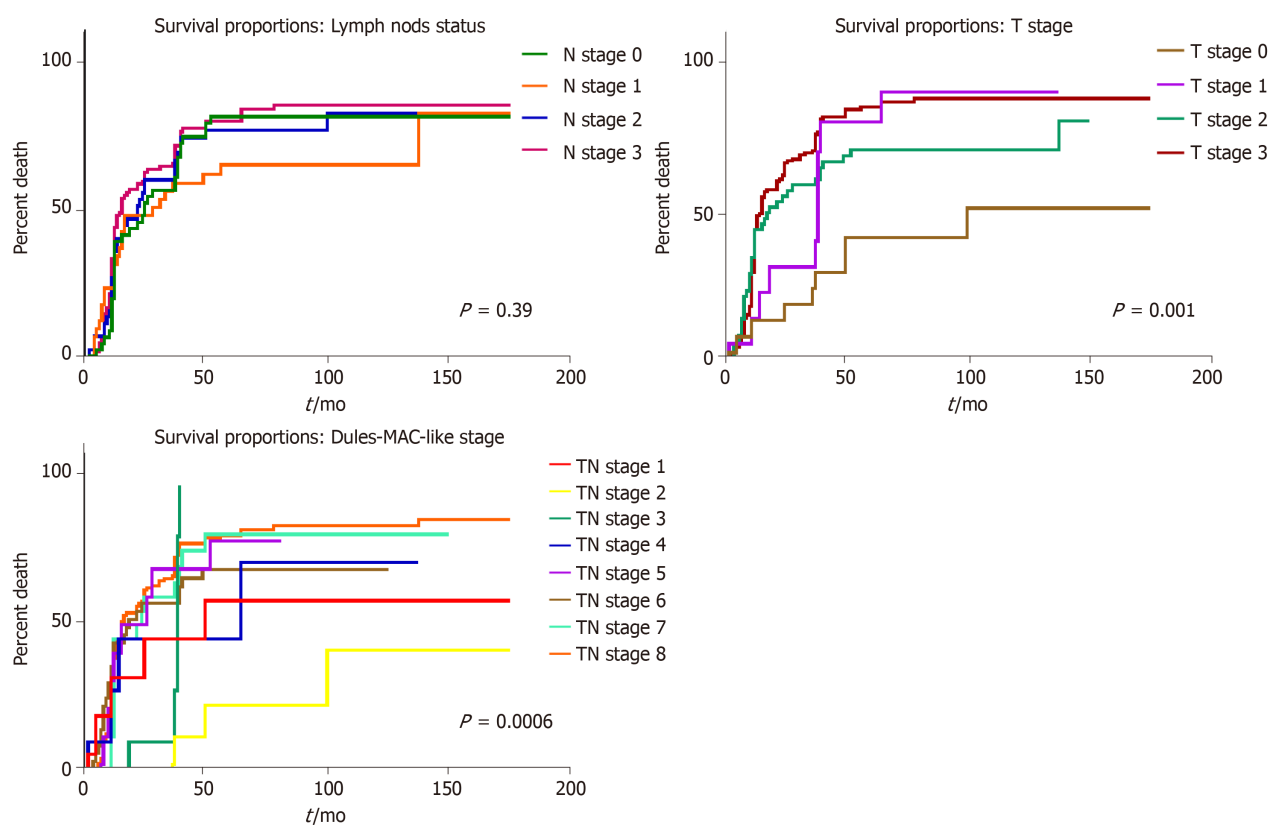 Survival proportions: Lymph nods status
100
50
0
Percent death
N stage 0
N stage 1
N stage 2
N stage 3
P = 0.39
0 50 100 150 200
t/mo
Survival proportions: T stage
100
50
0
Percent death
T stage 0
T stage 1
T stage 2
T stage 3
P = 0.001
0 50 100 150 200
t/mo
Survival proportions: Dules-MAC-like stage
100
50
0
Percent death
TN stage 1
TN stage 2
TN stage 3
TN stage 4
TN stage 5
TN stage 6
TN stage 7
TN stage 8
P = 0.0006
0 50 100 150 200
t/mo